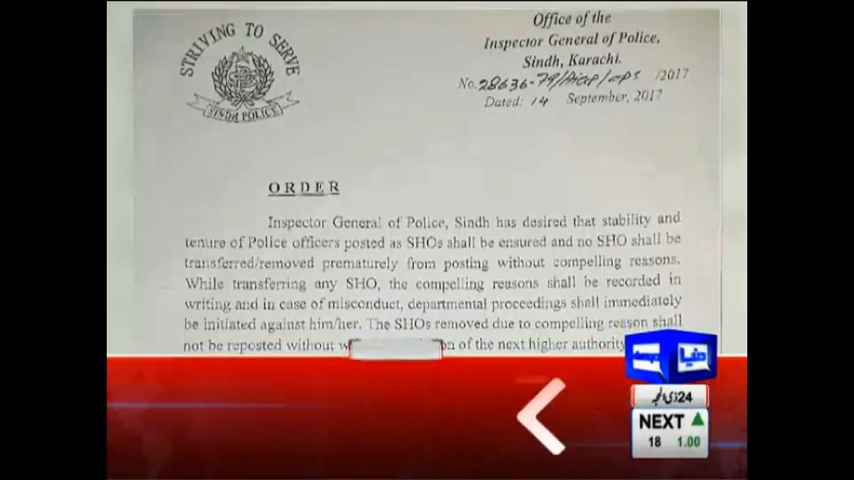 STRIVING TO SERVE
SINDH POLICE
Office of the
Inspector General of Police,
Sindh, Karachi.
No. 28636-79/ /2017
Dated: 14 September, 2017
ORDER
Inspector General of Police, Sindh has desired that stability and
tenure of Police officers posted as SHOs shall be ensured and no SHO shall be
transferred/removed prematurely from posting without compelling reasons.
While transferring any SHO, the compelling reasons shall be recorded in
writing and in case of misconduct, departmental proceedings shall immediately
be initiated against him/her. The SHOs removed due to compelling reason shall
not be reposted without of the next higher authority
دنیا
24 ذی الحجہ
NEXT
18 1.00